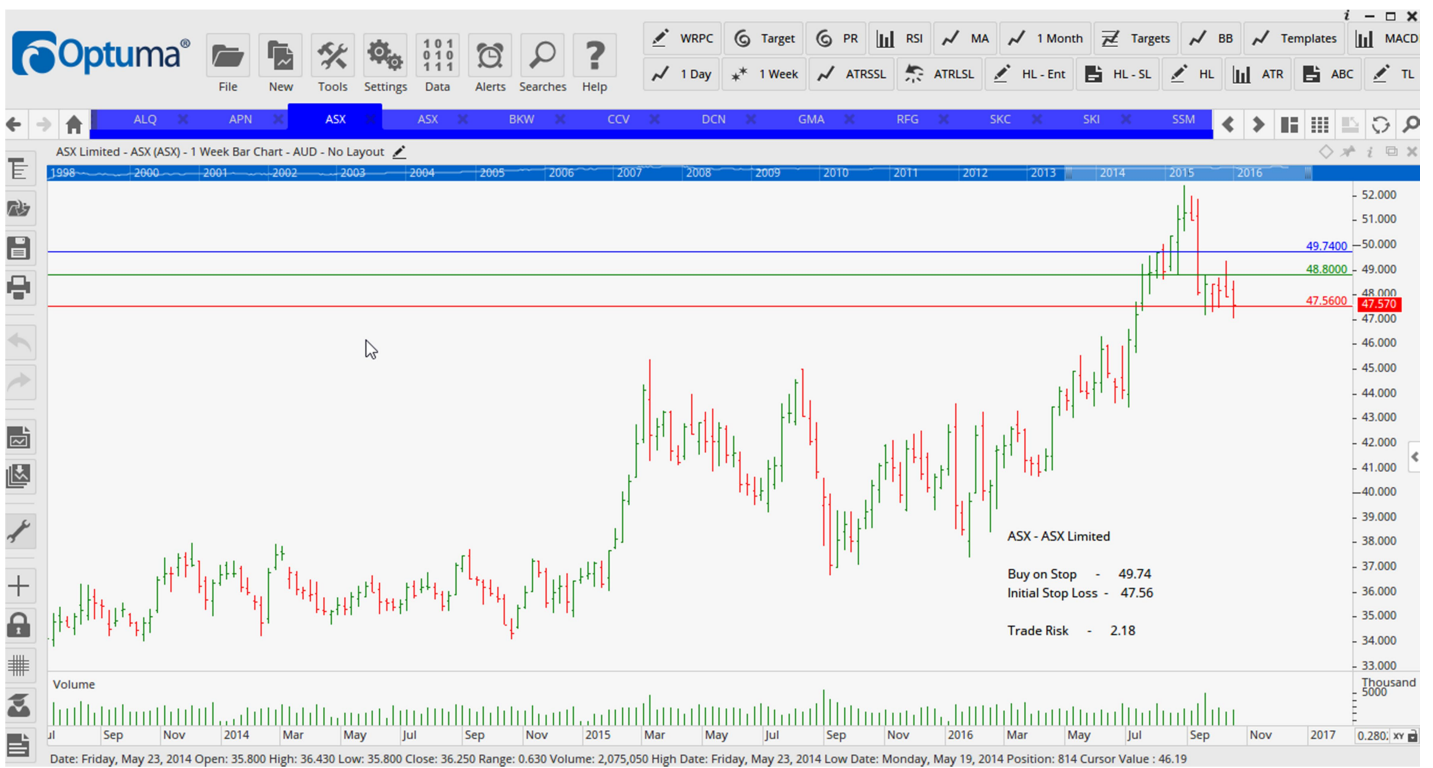 i
Optuma®
File
New
Tools
Settings
101
010
111
Data
Alerts
Searches
?
Help
WRPC Target PR RSI MA 1 Month Targets BB Templates MACD
1 Day 1 Week ATRSSL ATRLSL HL - Ent HL - SL HL ATR ABC TL
ALQ APN ASX ASX BKW CCV DCN GMA RFG SKC SKI SSM
ASX Limited - ASX (ASX) - 1 Week Bar Chart - AUD - No Layout
1998 2000 2001 2002 2003 2004 2005 2006 2007 2008 2009 2010 2011 2012 2013 2014 2015 2016
52.000
51.000
49.7400
50.000
48.8000
49.000
48.000
47.5600
47.570
47.000
46.000
45.000
44.000
43.000
42.000
41.000
40.000
39.000
38.000
37.000
36.000
35.000
34.000
33.000
ASX - ASX Limited
Buy on Stop - 49.74
Initial Stop Loss - 47.56
Trade Risk - 2.18
Volume
Thousand
5000
Sep Nov 2014 Mar May Jul Sep Nov 2015 Mar May Jul Sep Nov 2016 Mar May Jul Sep Nov 2017
XY
Date: Friday, May 23, 2014 Open: 35.800 High: 36.430 Low: 35.800 Close: 36.250 Range: 0.630 Volume: 2,075,050 High Date: Friday, May 23, 2014 Low Date: Monday, May 19, 2014 Position: 814 Cursor Value : 46.19